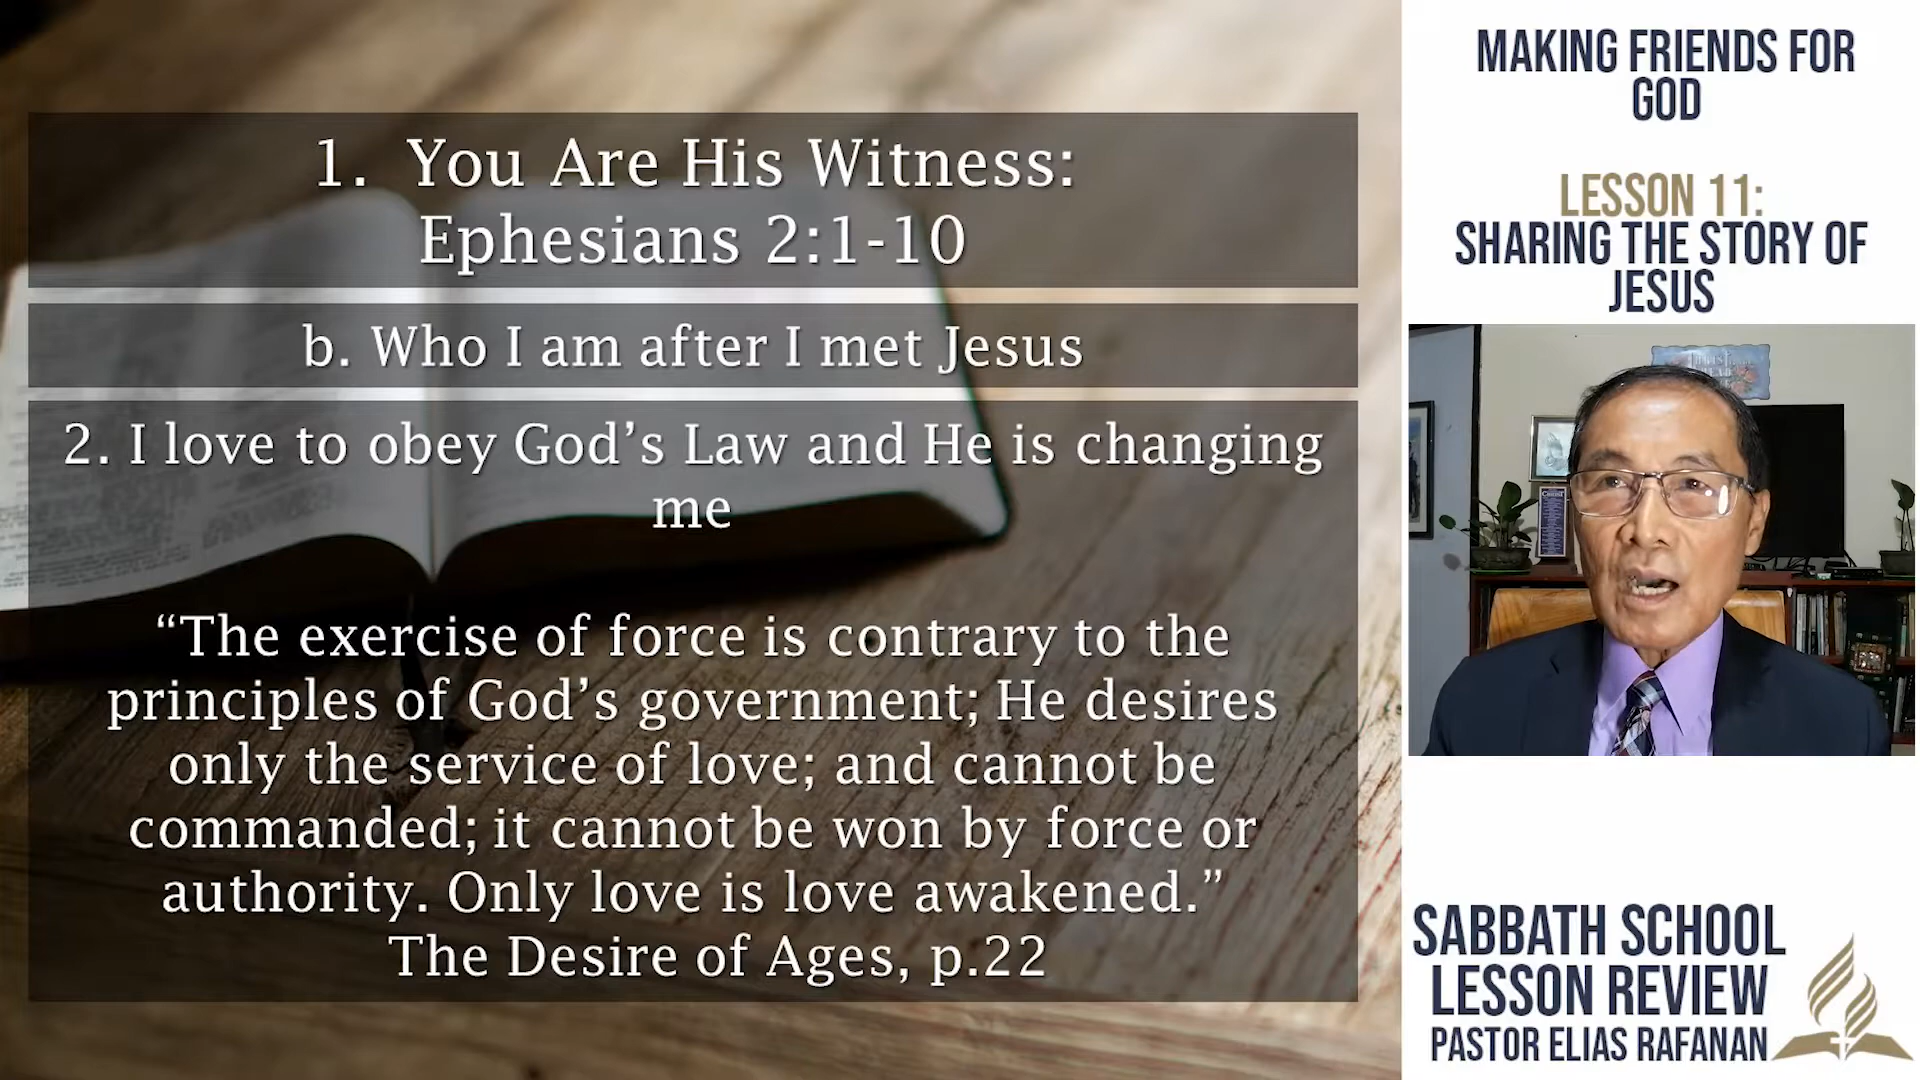 1. You Are His Witness:
Ephesians 2:1-10
b. Who I am after I met Jesus
2. I love to obey God’s Law and He is changing
me
“The exercise of force is contrary to the
principles of God’s government; He desires
only the service of love; and cannot be
commanded; it cannot be won by force or
authority. Only love is love awakened.”
The Desire of Ages, p.22
MAKING FRIENDS FOR
GOD
LESSON 11:
SHARING THE STORY OF
JESUS
SABBATH SCHOOL
LESSON REVIEW
PASTOR ELIAS RAFANAN